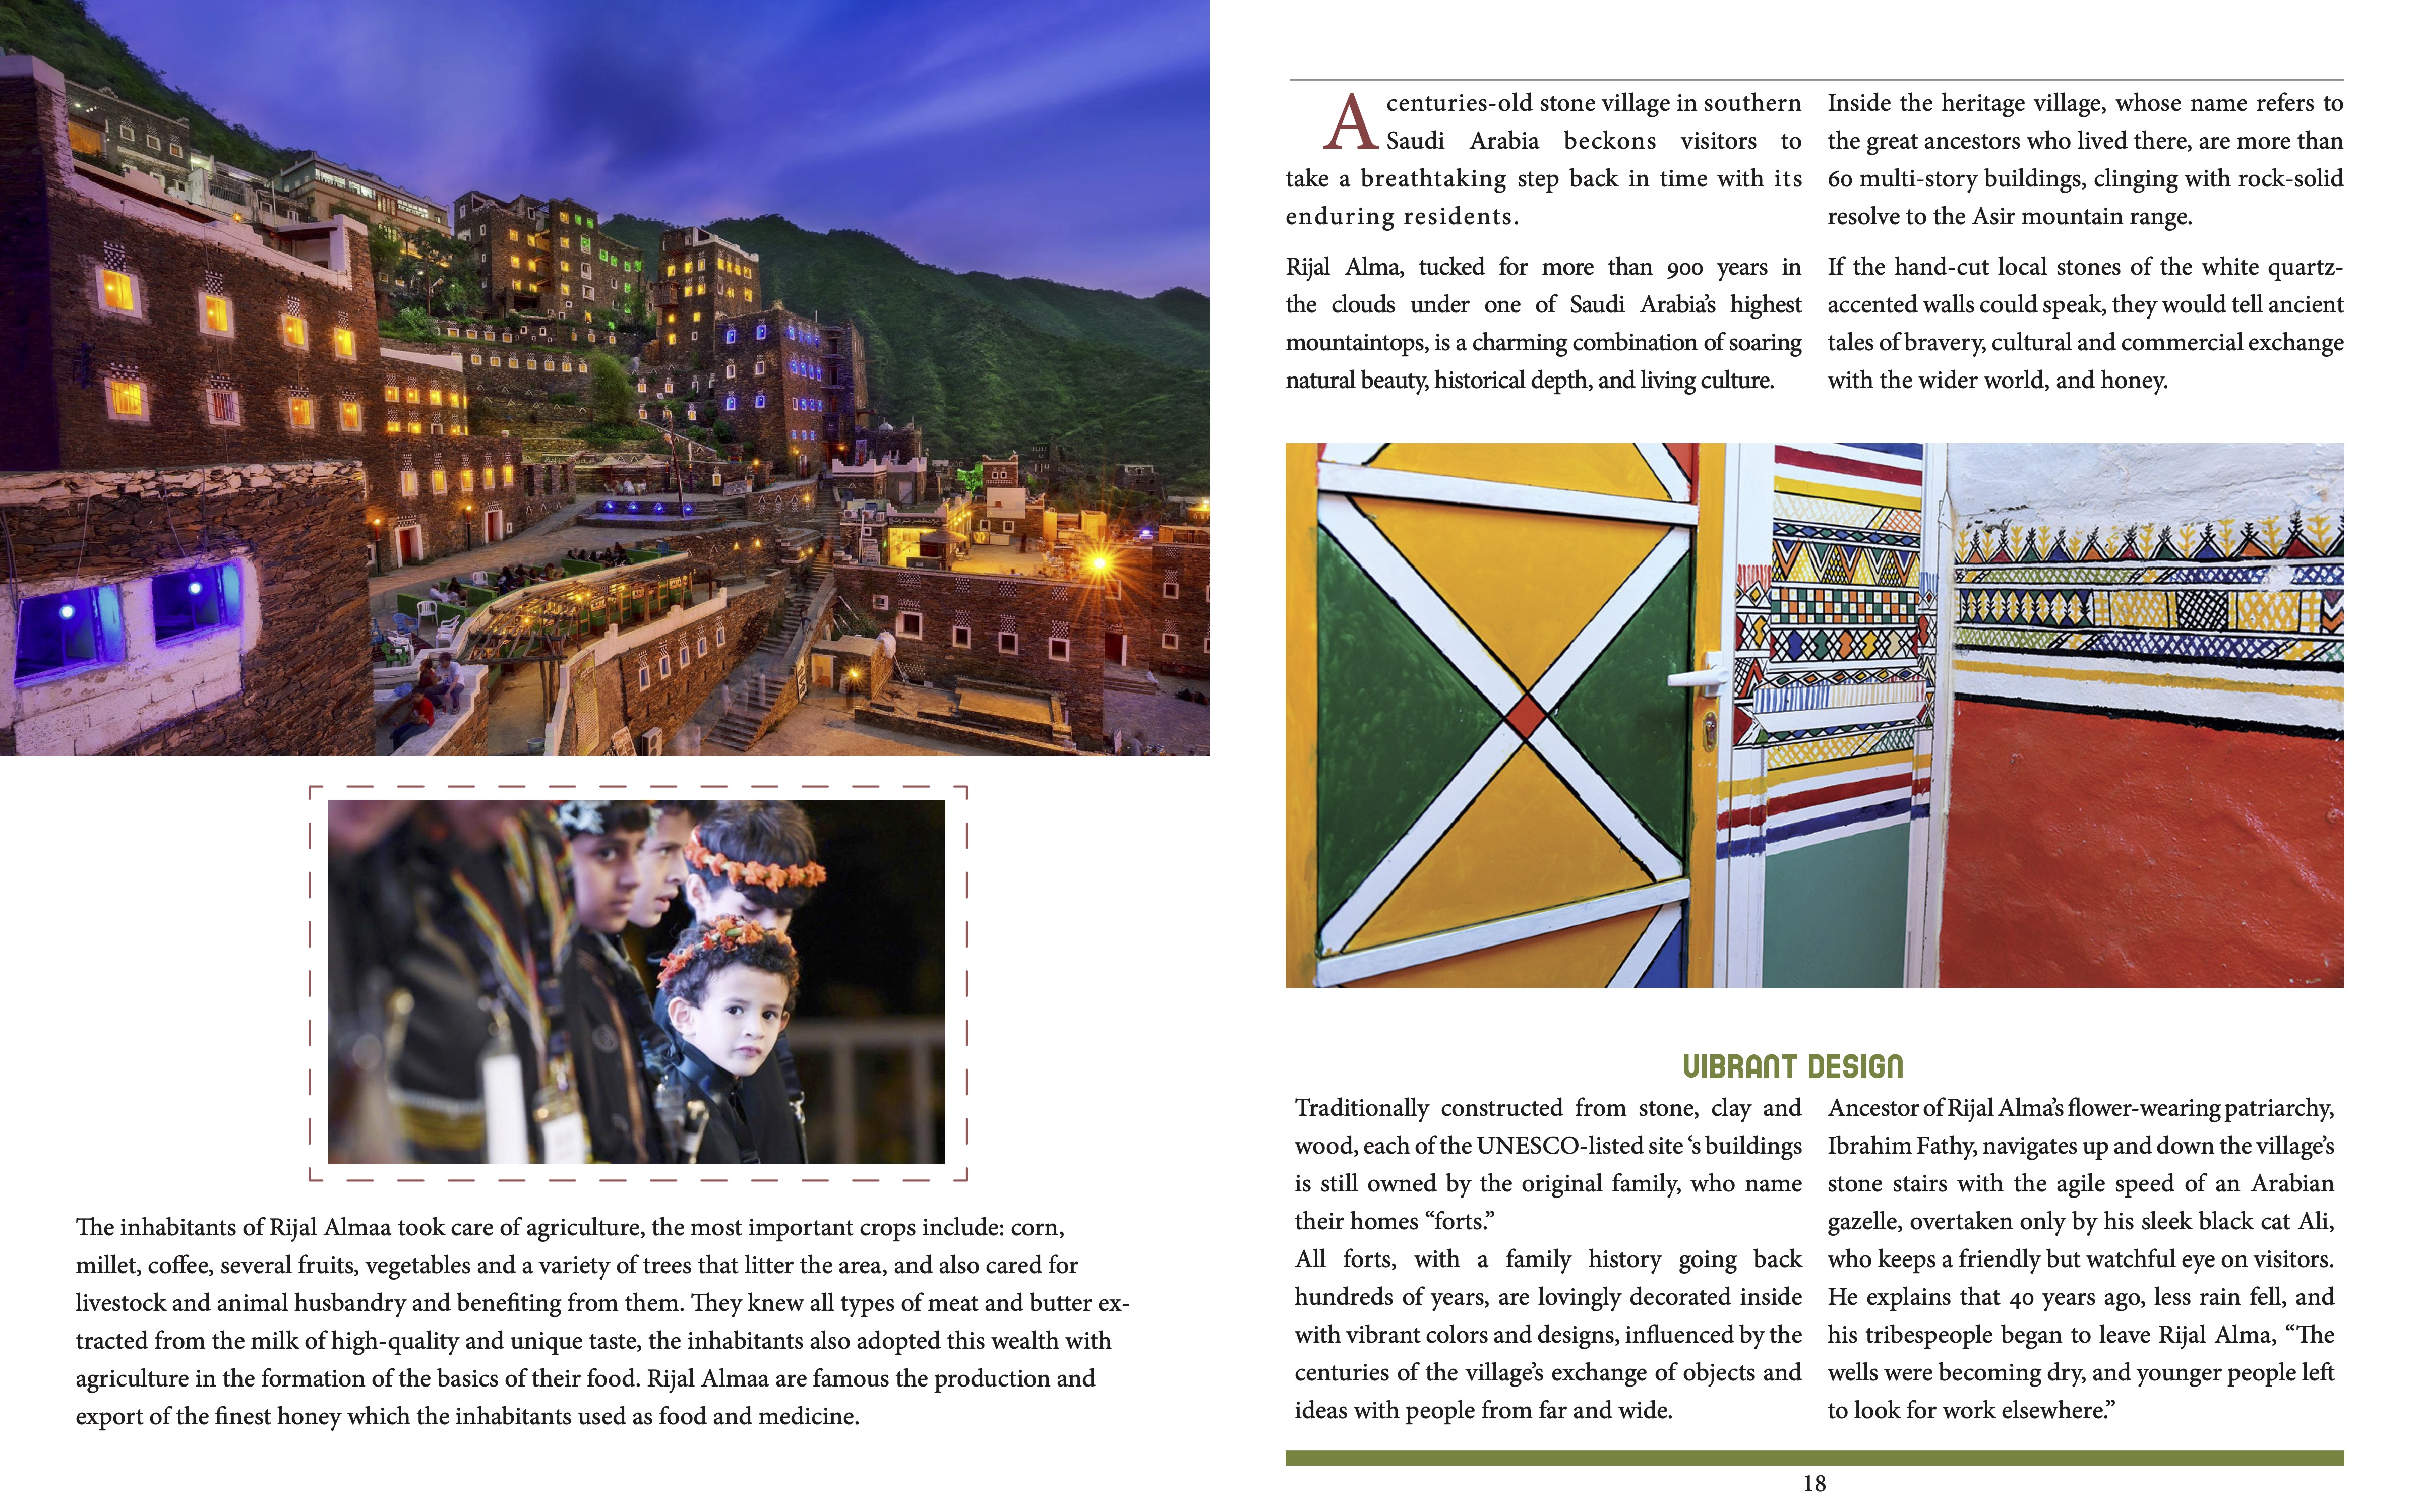 The inhabitants of Rijal Almaa took care of agriculture, the most important crops include: corn,
millet, coffee, several fruits, vegetables and a variety of trees that litter the area, and also cared for
livestock and animal husbandry and benefiting from them. They knew all types of meat and butter ex-
tracted from the milk of high-quality and unique taste, the inhabitants also adopted this wealth with
agriculture in the formation of the basics of their food. Rijal Almaa are famous the production and
export of the finest honey which the inhabitants used as food and medicine.
A centuries-old stone village in southern
Saudi Arabia beckons visitors to
take a breathtaking step back in time with its
enduring residents.
Rijal Alma, tucked for more than 900 years in
the clouds under one of Saudi Arabia’s highest
mountaintops, is a charming combination of soaring
natural beauty, historical depth, and living culture.
Inside the heritage village, whose name refers to
the great ancestors who lived there, are more than
60 multi-story buildings, clinging with rock-solid
resolve to the Asir mountain range.
If the hand-cut local stones of the white quartz-
accented walls could speak, they would tell ancient
tales of bravery, cultural and commercial exchange
with the wider world, and honey.
VIBRANT DESIGN
Traditionally constructed from stone, clay and
wood, each of the UNESCO-listed site ‘s buildings
is still owned by the original family, who name
their homes “forts.”
All forts, with a family history going back
hundreds of years, are lovingly decorated inside
with vibrant colors and designs, influenced by the
centuries of the village’s exchange of objects and
ideas with people from far and wide.
Ancestor of Rijal Alma’s flower-wearing patriarchy,
Ibrahim Fathy, navigates up and down the village’s
stone stairs with the agile speed of an Arabian
gazelle, overtaken only by his sleek black cat Ali,
who keeps a friendly but watchful eye on visitors.
He explains that 40 years ago, less rain fell, and
his tribespeople began to leave Rijal Alma, “The
wells were becoming dry, and younger people left
to look for work elsewhere.”
18